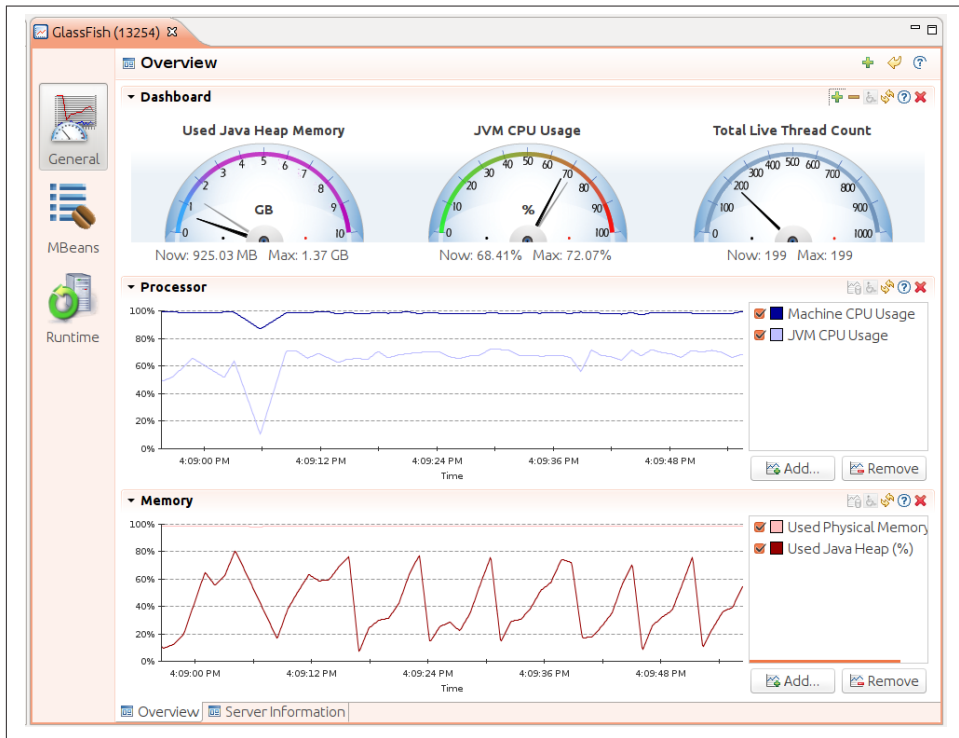 GlassFish (13254)
Overview
General
MBeans
Runtime
Dashboard
Used Java Heap Memory
0 1 2 3 4 5 6 7 8 9 10
GB
Now: 925.03 MB Max: 1.37 GB
JVM CPU Usage
0 10 20 30 40 50 60 70 80 90 100
%
Now: 68.41% Max: 72.07%
Total Live Thread Count
0 100 200 300 400 500 600 700 800 900 1000
Now: 199 Max: 199
Processor
100%
80%
60%
40%
20%
0%
4:09:00 PM 4:09:12 PM 4:09:24 PM 4:09:36 PM 4:09:48 PM
Time
Machine CPU Usage
JVM CPU Usage
Add... Remove
Memory
100%
80%
60%
40%
20%
0%
4:09:00 PM 4:09:12 PM 4:09:24 PM 4:09:36 PM 4:09:48 PM
Time
Used Physical Memory
Used Java Heap (%)
Add... Remove
Overview Server Information